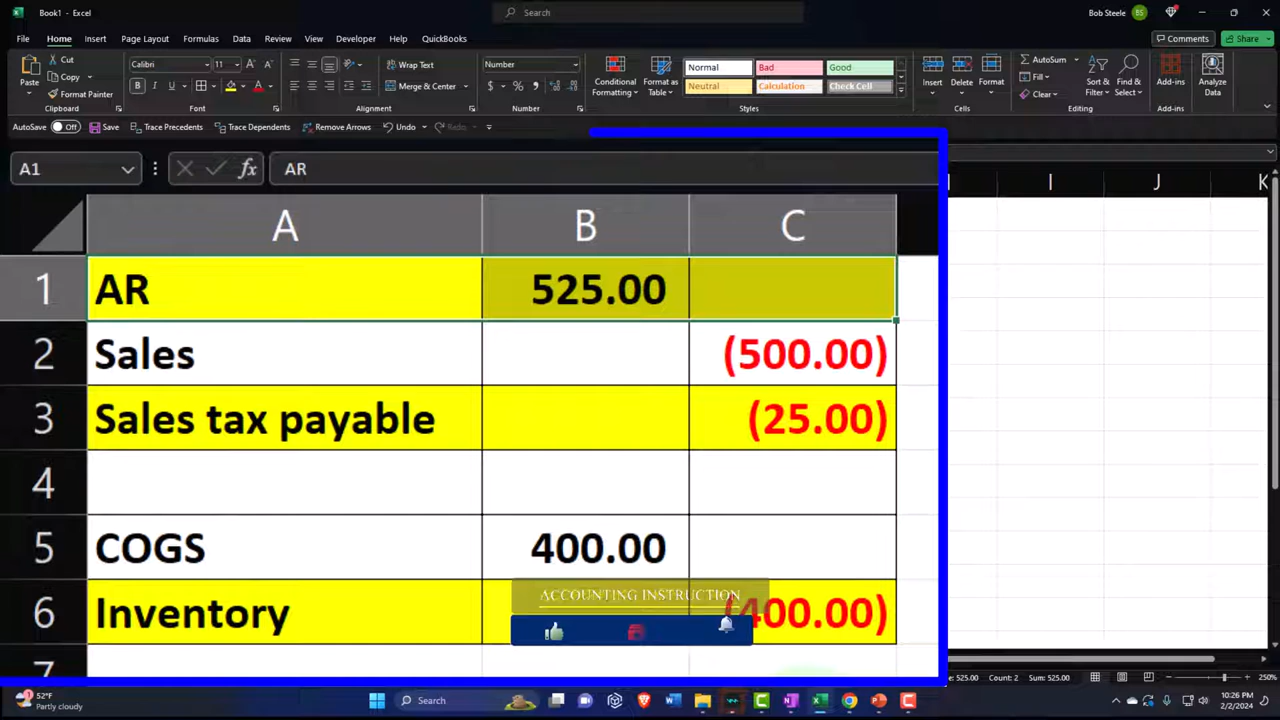 Book1 - Excel
Search
Bob Steele BS
File Home Insert Page Layout Formulas Data Review View Developer Help QuickBooks Comments Share
Paste Cut Copy Format Painter Clipboard
Calibri 11 Font
Wrap Text Merge & Center Alignment
Number Number
Conditional Formatting Format as Table
Normal Bad Good
Neutral Calculation Check Cell
Styles
Insert Delete Format Cells
AutoSum Fill Clear Sort & Filter Find & Select Editing
Add-ins Add-ins
Analyze Data
AutoSave Off Save Trace Precedents Trace Dependents Remove Arrows Undo Redo
A1 fx AR
A B C I J K
1 AR 525.00
2 Sales (500.00)
3 Sales tax payable (25.00)
4
5 COGS 400.00
6 Inventory (400.00)
ACCOUNTING INSTRUCTION
7
525.00 Count: 2 Sum: 525.00 250%
52°F
Partly cloudy
Search
10:26 PM
2/2/2024